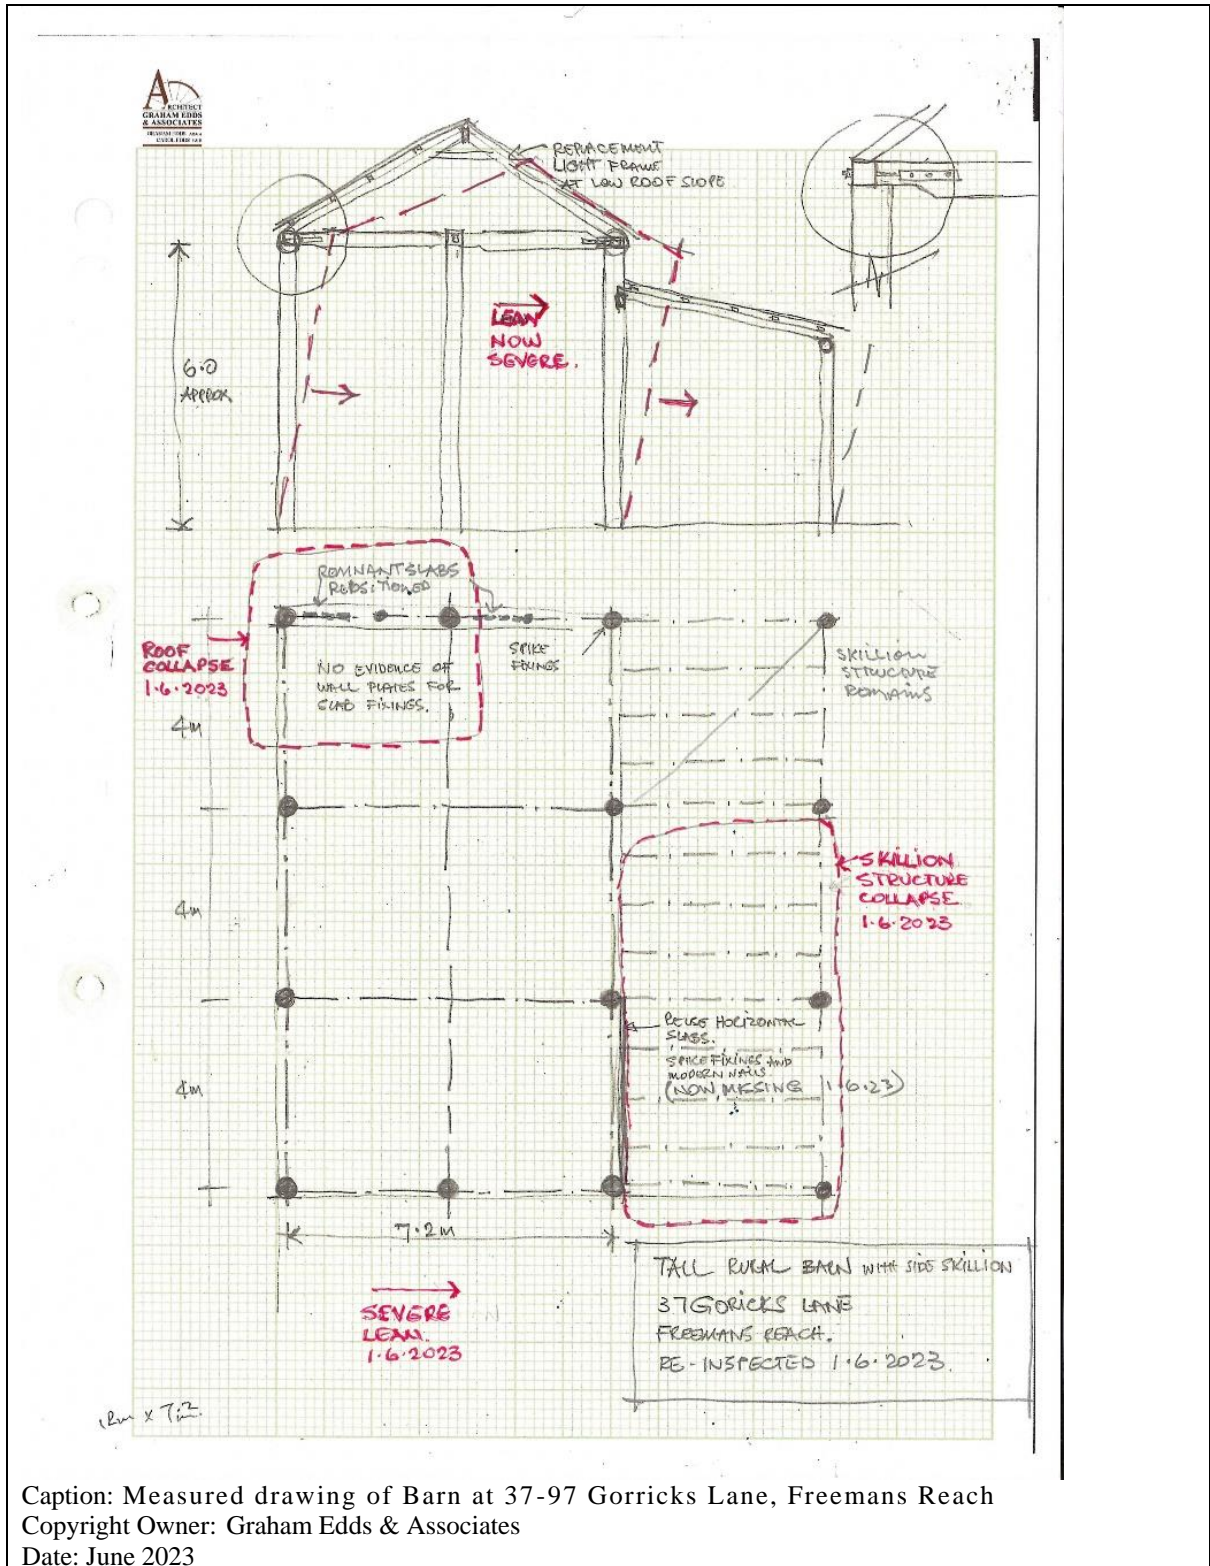 ARCHITECT
GRAHAM EDDS
& ASSOCIATES
REPLACEMENT
LIGHT FRAME
AT LOW ROOF SLOPE
LEAN
NOW
SEVERE.
6.0
APPROX
REMNANT SLABS
REPOSITIONED
ROOF
COLLAPSE
1.6.2023
NO EVIDENCE OF
WALL PLATES FOR
SLAB FIXINGS.
SPIKE
FIXINGS
SKILLION
STRUCTURE
REMAINS
4m
SKILLION
STRUCTURE
COLLAPSE
1.6.2023
4m
REUSE HORIZONTAL
SLABS.
SPIKE FIXINGS AND
MODERN NAILS
(NOW MISSING 1.6.23)
4m
7.2m
SEVERE
LEAN.
1.6.2023
TALL RURAL BARN WITH SIDE SKILLION
37 GORICKS LANE
FREEMANS REACH.
RE-INSPECTED 1.6.2023.
12m x 7.2m
Caption: Measured drawing of Barn at 37-97 Gorricks Lane, Freemans Reach
Copyright Owner: Graham Edds & Associates
Date: June 2023